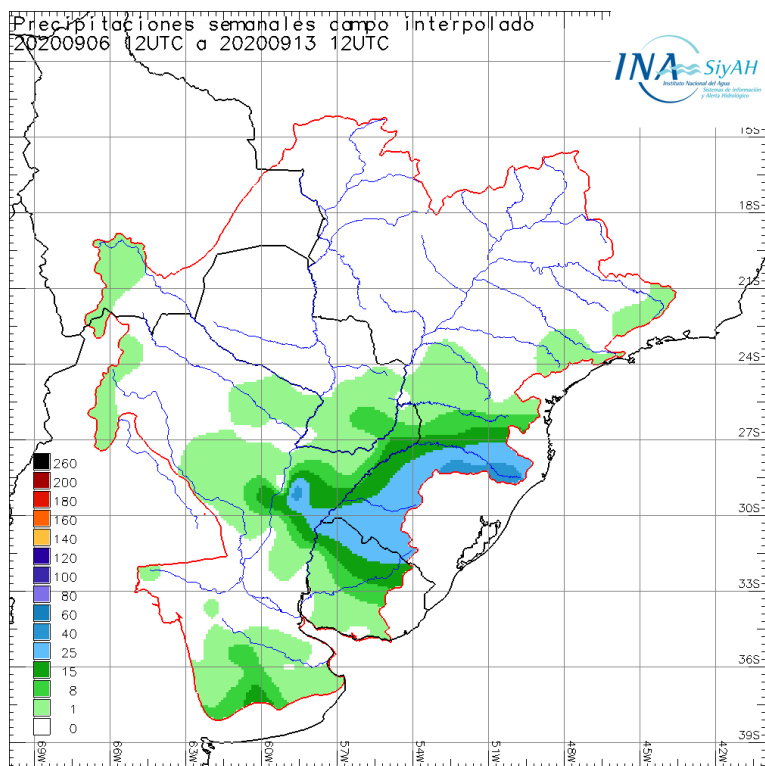 Precipitaciones semanales campo interpolado
20200906 12UTC a 20200913 12UTC
INA SiyAH
Instituto Nacional del Agua
Sistemas de información
y Alerta Hidrológico
15S
18S
21S
24S
27S
30S
33S
36S
39S
260
200
180
160
140
120
100
80
60
40
25
15
8
1
0
69W
66W
63W
60W
57W
54W
51W
48W
45W
42W